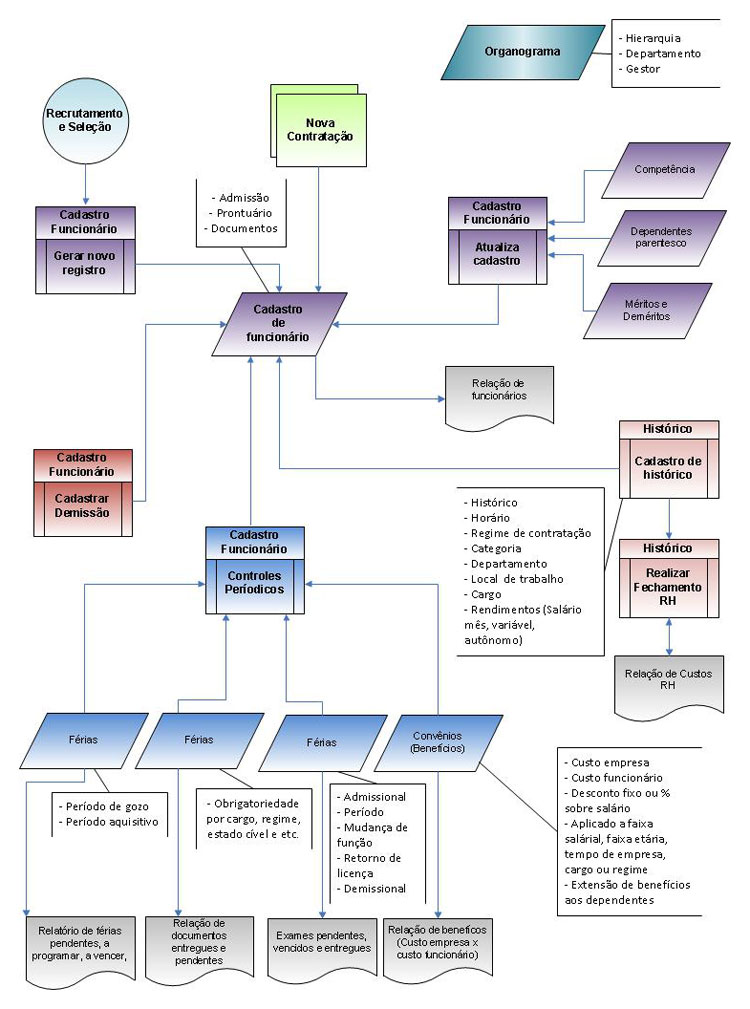 Organograma
- Hierarquia
- Departamento
- Gestor
Recrutamento
e Seleção
Nova
Contratação
Competência
- Admissão
- Prontuário
- Documentos
Cadastro
Funcionário
Gerar novo
registro
Cadastro
Funcionário
Atualiza
cadastro
Dependentes
parentesco
Méritos e
Deméritos
Cadastro
de
funcionário
Relação de
funcionários
Histórico
Cadastro de
histórico
Cadastro
Funcionário
Cadastrar
Demissão
- Histórico
- Horário
- Regime de contratação
- Categoria
- Departamento
- Local de trabalho
- Cargo
- Rendimentos (Salário
mês, variável,
autônomo)
Cadastro
Funcionário
Controles
Períodicos
Histórico
Realizar
Fechamento
RH
Relação de Custos
RH
Férias
Férias
Férias
Convênios
(Benefícios)
- Período de gozo
- Período aquisitivo
- Obrigatoriedade
por cargo, regime,
estado cível e etc.
- Admissional
- Período
- Mudança de
função
- Retorno de
licença
- Demissional
- Custo empresa
- Custo funcionário
- Desconto fixo ou %
sobre salário
- Aplicado a faixa
salárial, faixa etária,
tempo de empresa,
cargo ou regime
- Extensão de benefícios
aos dependentes
Relatório de férias
pendentes, a
programar, a vencer,
Relação de
documentos
entregues e
pendentes
Exames pendentes,
vencidos e entregues
Relação de benefícos
(Custo empresa x
custo funcionário)